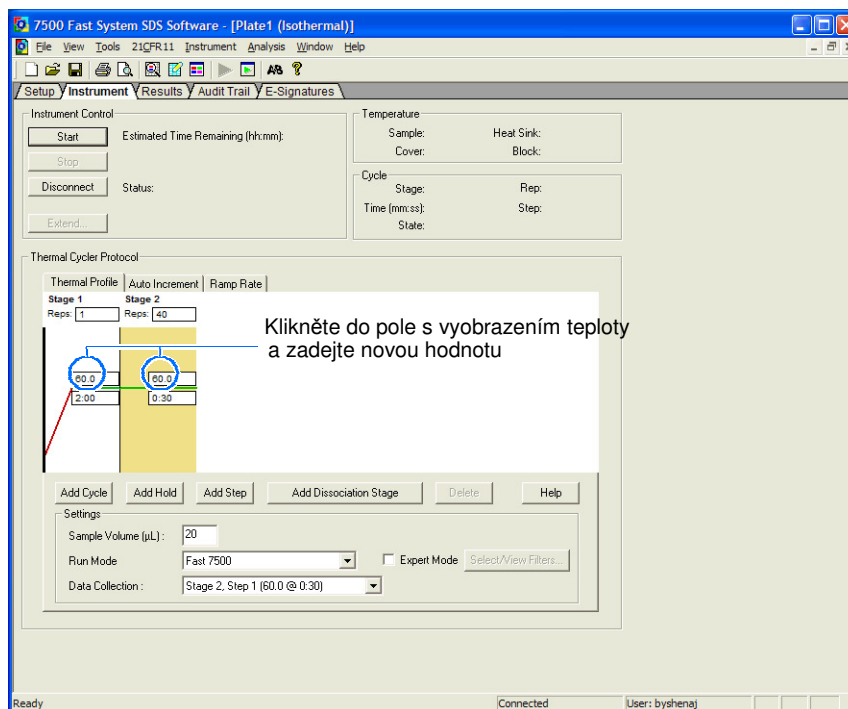 7500 Fast System SDS Software - [Plate1 (Isothermal)]
File View Tools 21CFR11 Instrument Analysis Window Help
Setup Instrument Results Audit Trail E-Signatures
Instrument Control
Start
Estimated Time Remaining (hh:mm):
Stop
Disconnect
Status:
Extend...
Temperature
Sample: Heat Sink:
Cover: Block:
Cycle
Stage: Rep:
Time (mm:ss): Step:
State:
Thermal Cycler Protocol
Thermal Profile Auto Increment Ramp Rate
Stage 1 Stage 2
Reps: 1 Reps: 40
Klikněte do pole s vyobrazením teploty
a zadejte novou hodnotu
60.0 60.0
2:00 0:30
Add Cycle Add Hold Add Step Add Dissociation Stage Delete Help
Settings
Sample Volume (µL) : 20
Run Mode Fast 7500 Expert Mode Select/View Filters...
Data Collection : Stage 2, Step 1 (60.0 @ 0:30)
Ready Connected User: byshenaj